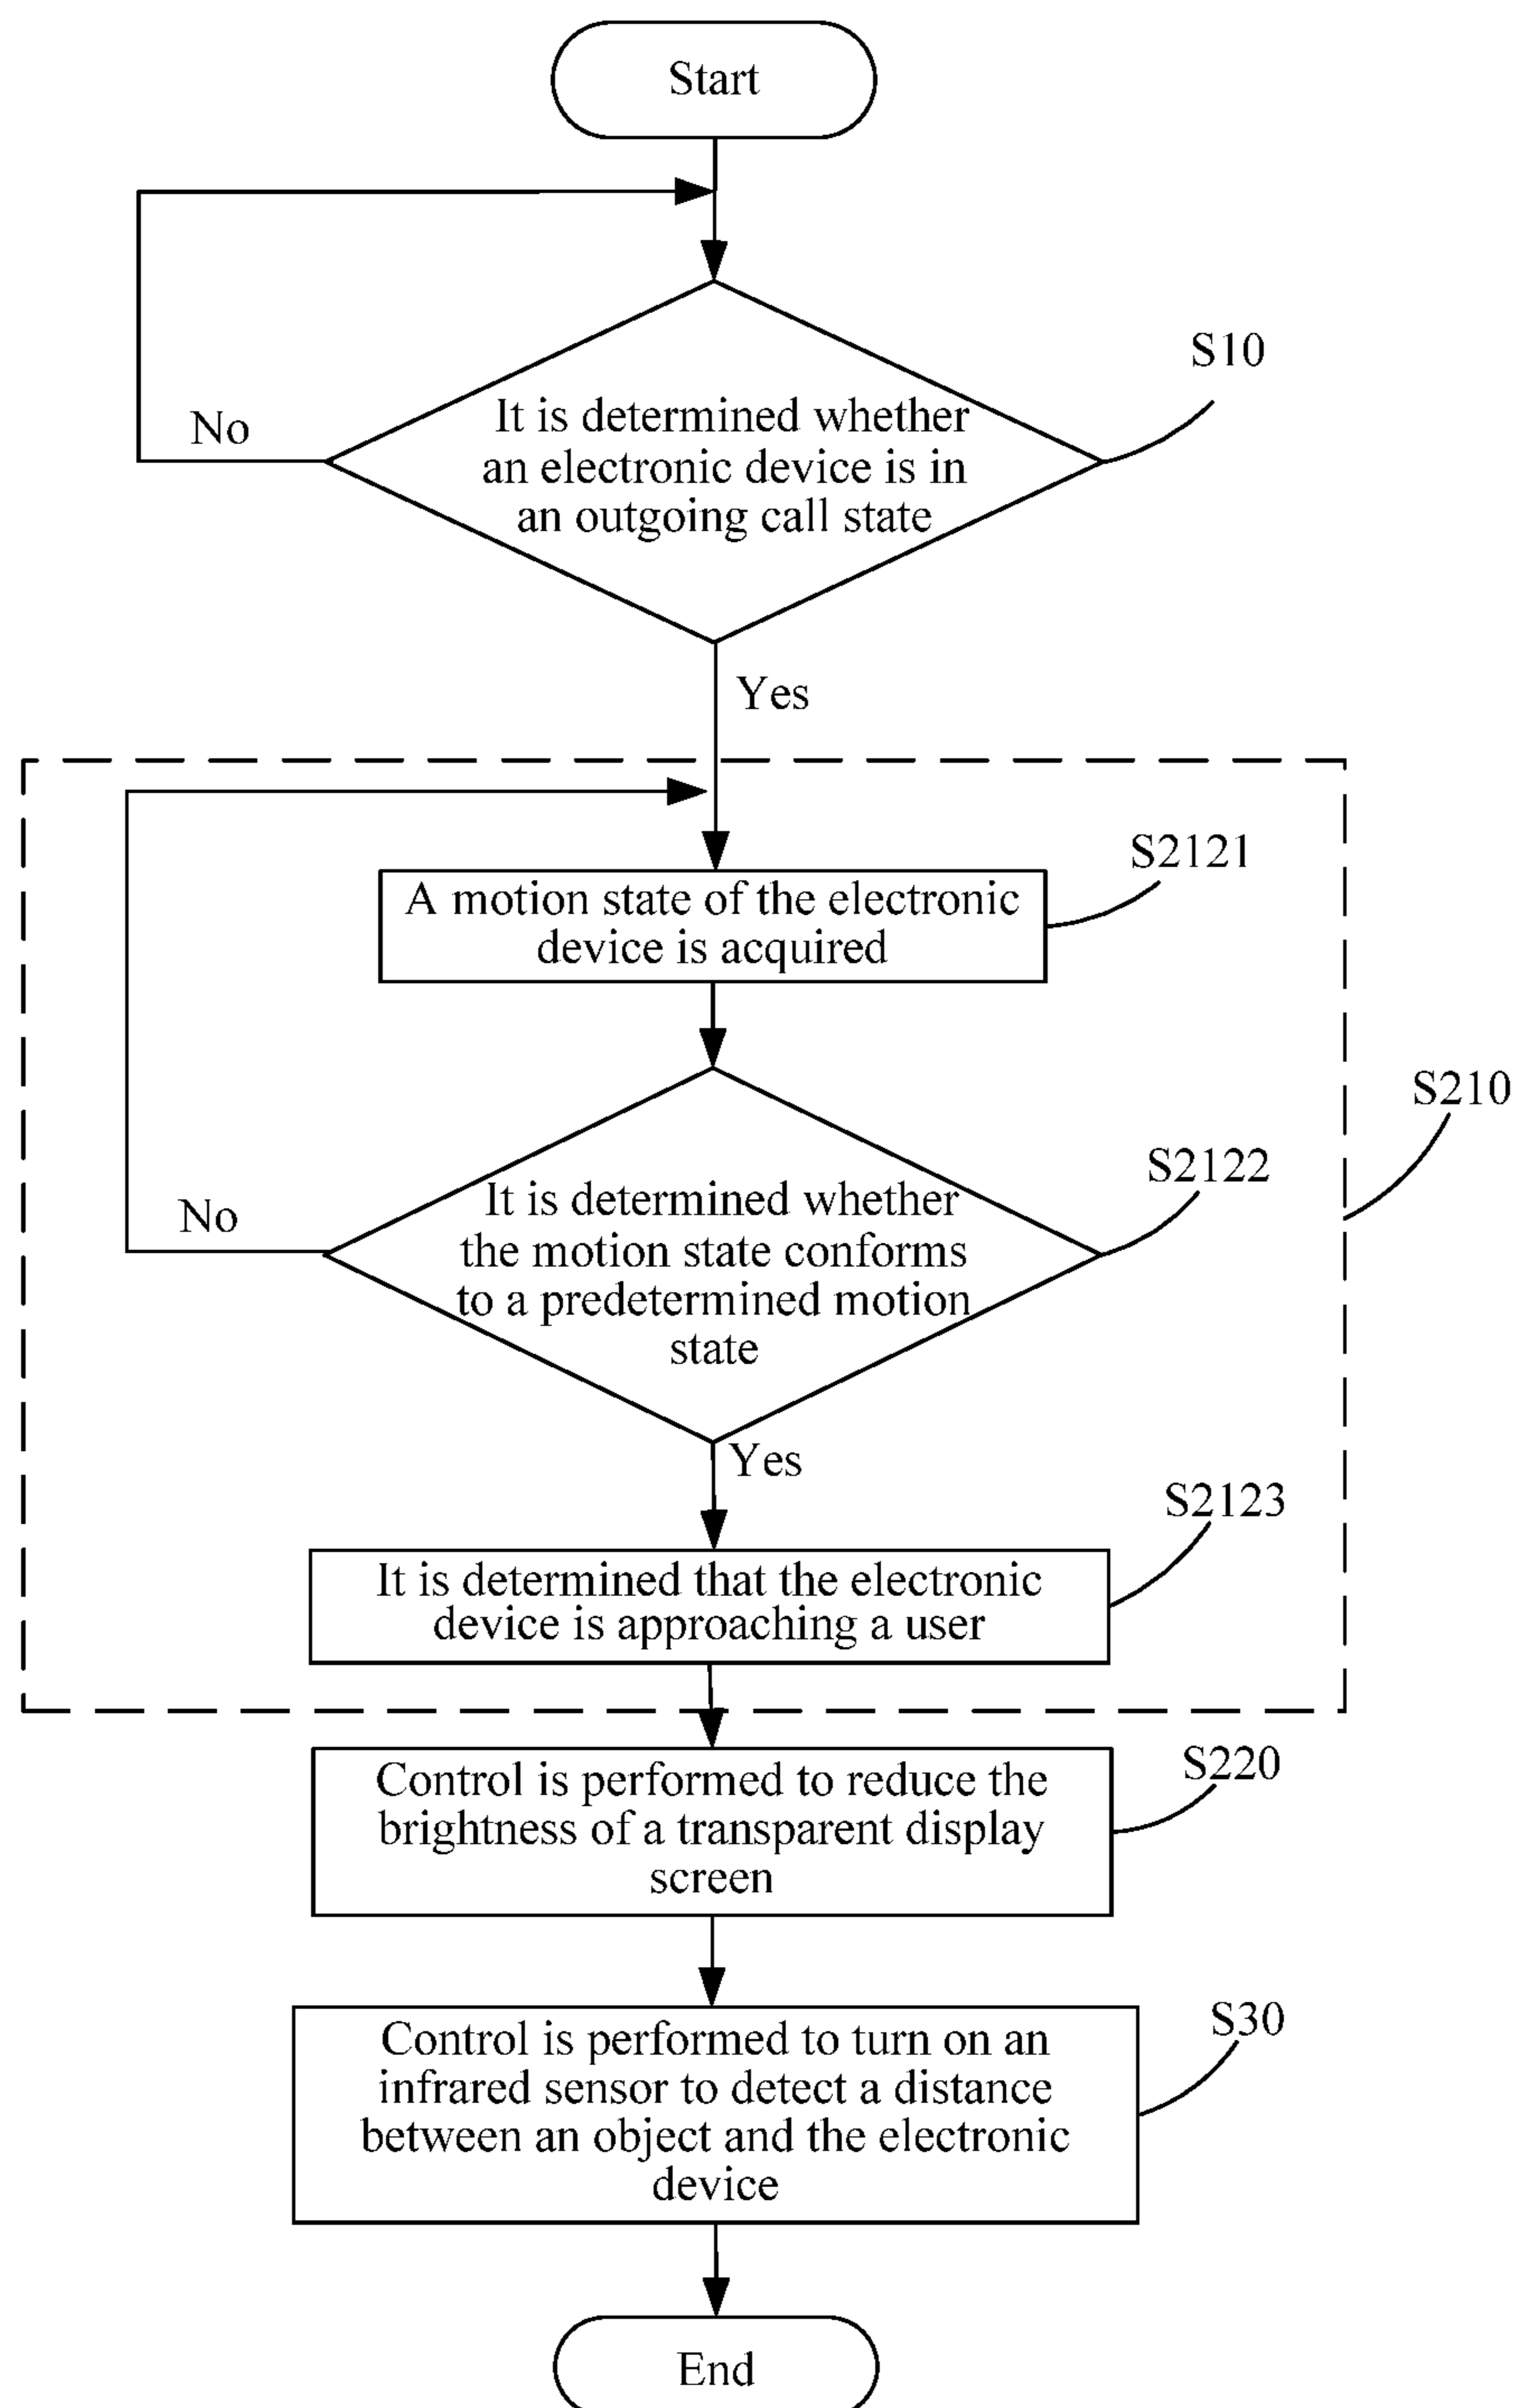 Start
S10
It is determined whether
an electronic device is in
an outgoing call state
No
Yes
S2121
A motion state of the electronic
device is acquired
S210
S2122
It is determined whether
the motion state conforms
to a predetermined motion
state
No
Yes
S2123
It is determined that the electronic
device is approaching a user
S220
Control is performed to reduce the
brightness of a transparent display
screen
S30
Control is performed to turn on an
infrared sensor to detect a distance
between an object and the electronic
device
End